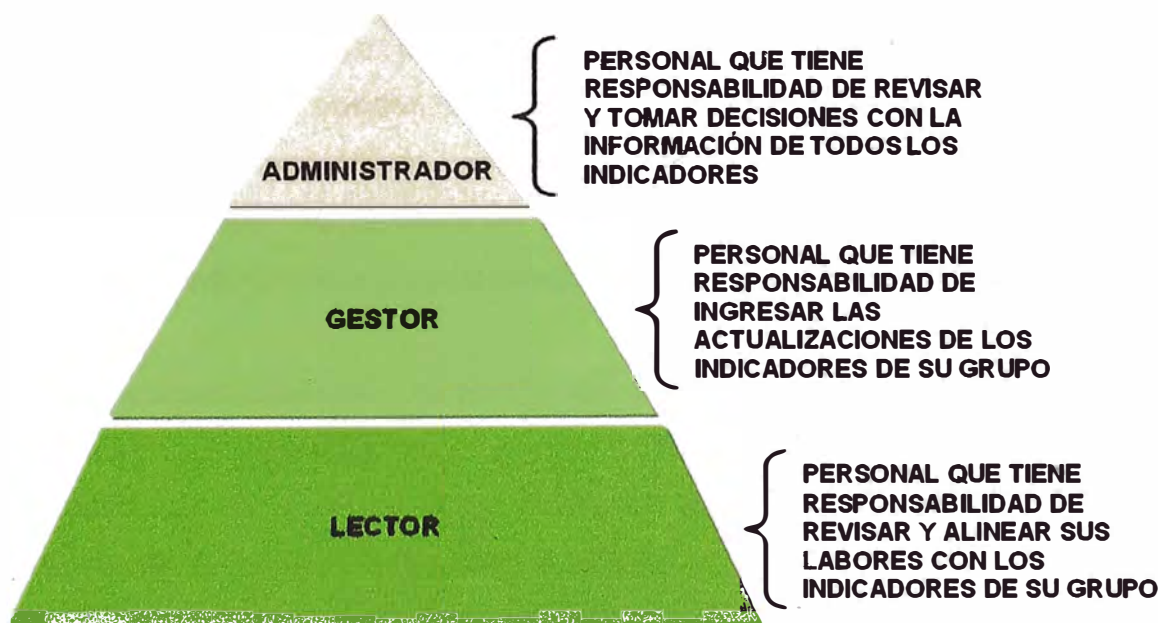 PERSONAL QUE TIENE
RESPONSABILIDAD DE REVISAR
Y TOMAR DECISIONES CON LA
INFORMACIÓN DE TODOS LOS
INDICADORES
ADMINISTRADOR
PERSONAL QUE TIENE
RESPONSABILIDAD DE
INGRESAR LAS
ACTUALIZACIONES DE LOS
INDICADORES DE SU GRUPO
GESTOR
PERSONAL QUE TIENE
RESPONSABILIDAD DE
REVISAR Y ALINEAR SUS
LABORES CON LOS
INDICADORES DE SU GRUPO
LECTOR